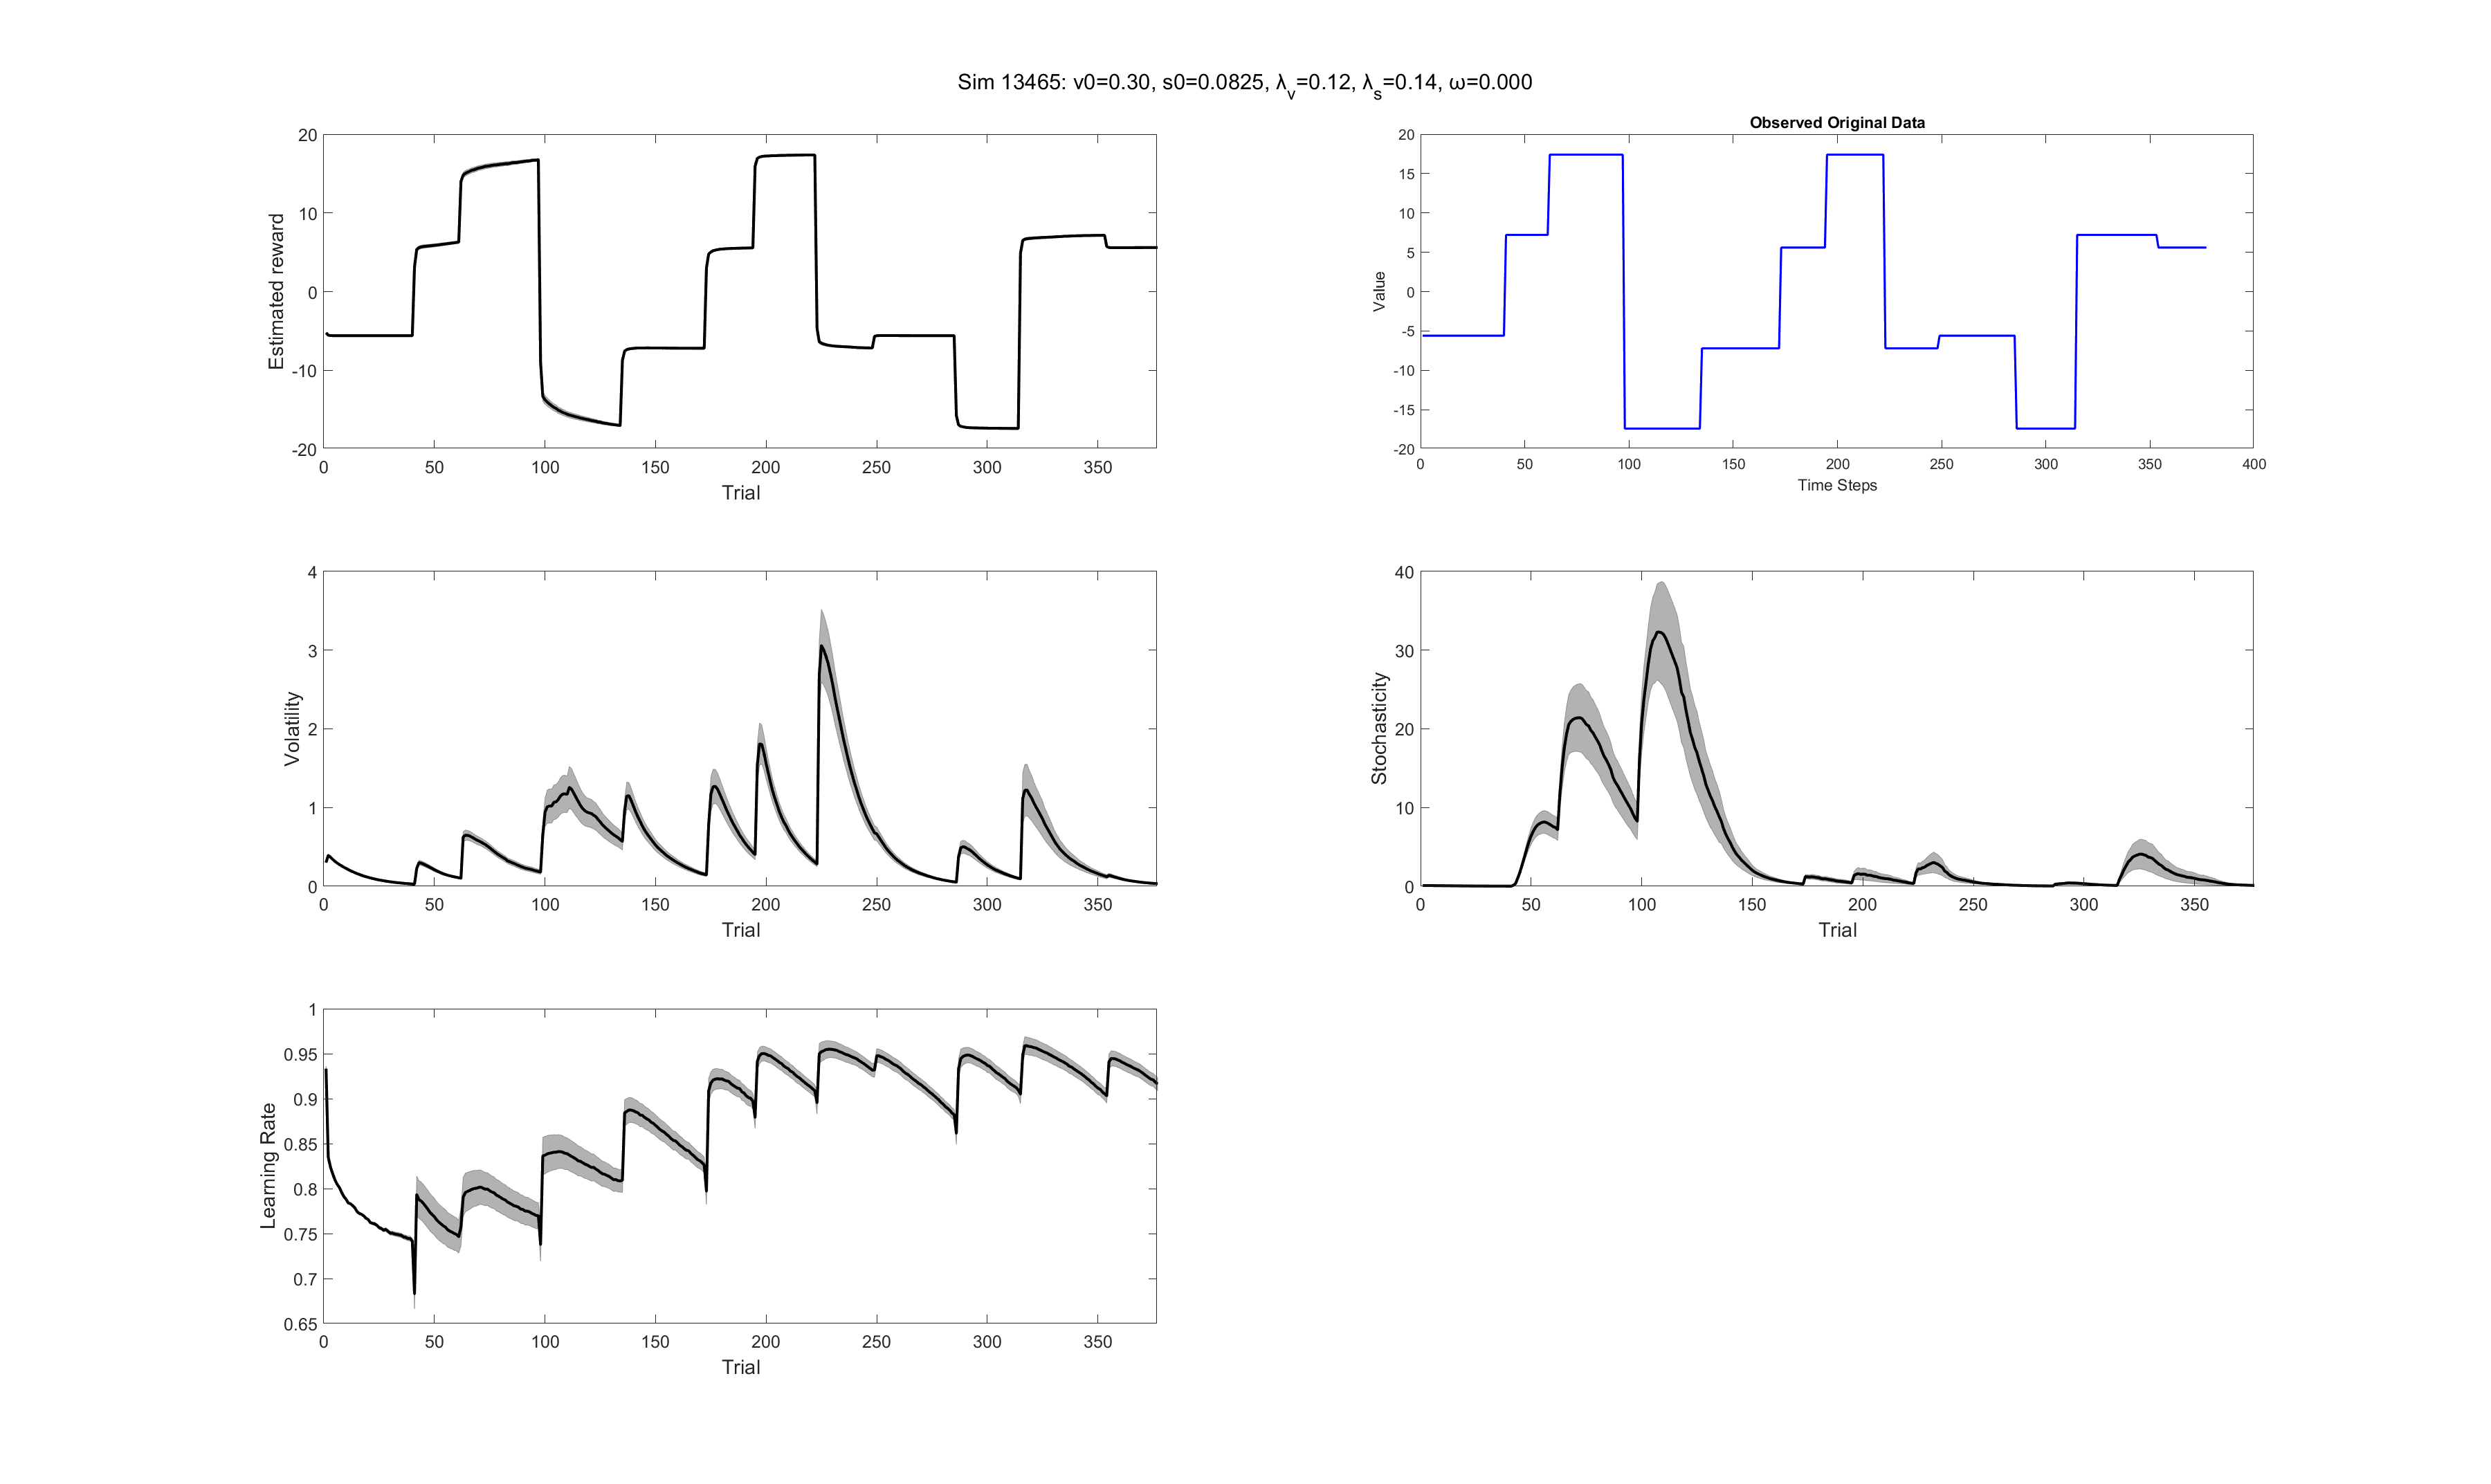 Sim 13465: v0=0.30, s0=0.0825, λv=0.12, λs=0.14, ω=0.000
Estimated reward
20
10
0
-10
-20
0 50 100 150 200 250 300 350
Trial
Observed Original Data
Value
20
15
10
5
0
-5
-10
-15
-20
0 50 100 150 200 250 300 350 400
Time Steps
Volatility
4
3
2
1
0
0 50 100 150 200 250 300 350
Trial
Stochasticity
40
30
20
10
0
0 50 100 150 200 250 300 350
Trial
Learning Rate
1
0.95
0.9
0.85
0.8
0.75
0.7
0.65
0 50 100 150 200 250 300 350
Trial